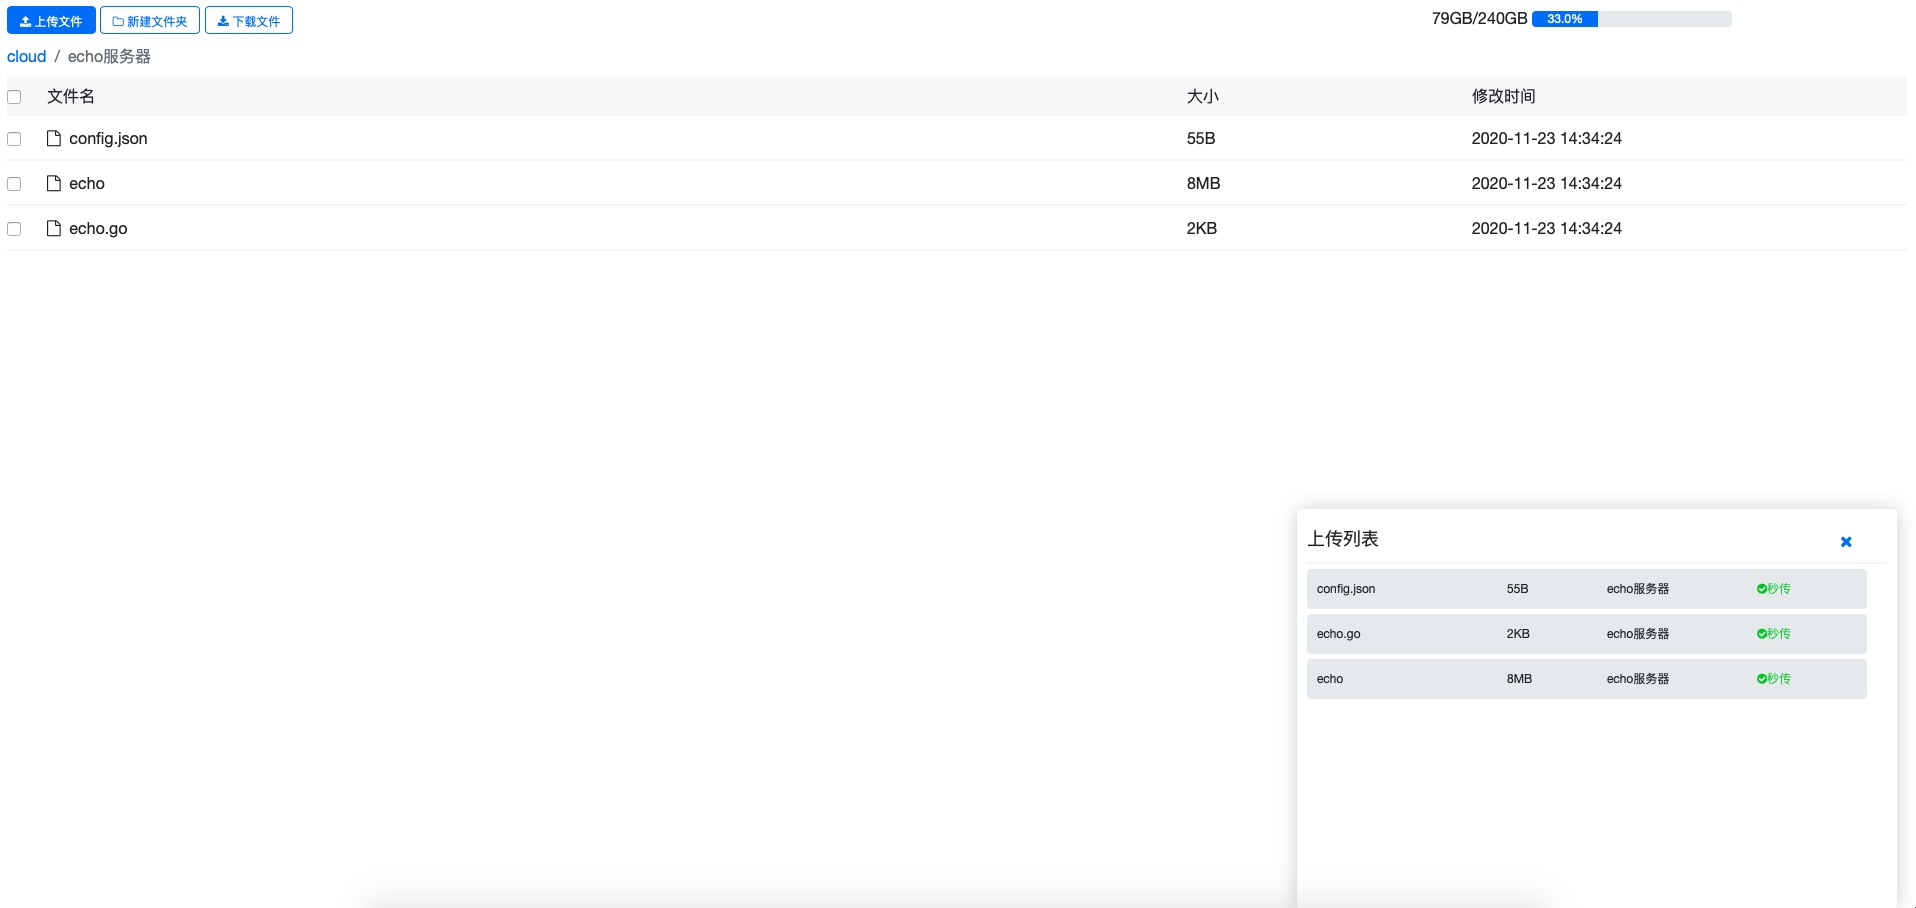 上传文件 新建文件夹 下载文件 79GB/240GB 33.0%
cloud / echo服务器
文件名 大小 修改时间
config.json 55B 2020-11-23 14:34:24
echo 8MB 2020-11-23 14:34:24
echo.go 2KB 2020-11-23 14:34:24
上传列表
config.json 55B echo服务器 秒传
echo.go 2KB echo服务器 秒传
echo 8MB echo服务器 秒传